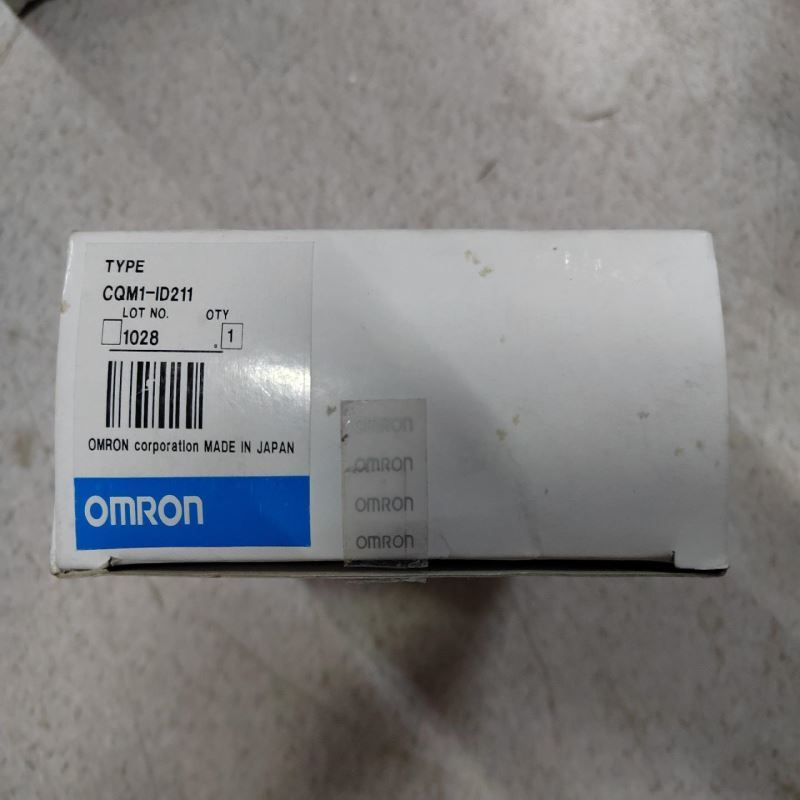 TYPE
CQM1-ID211
LOT NO. QTY
1028 . 1
OMRON corporation MADE IN JAPAN
OMRON
OMRON
OMRON
OMRON
OMRON